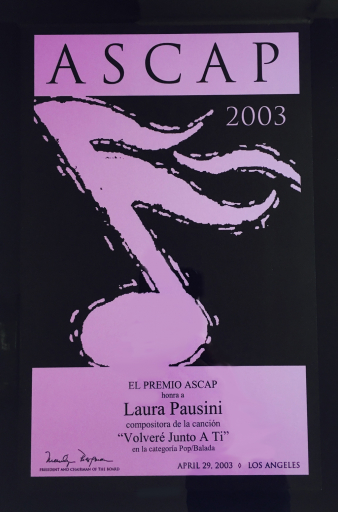 ASCAP
2003
EL PREMIO ASCAP
honra a
Laura Pausini
compositora de la canción
“Volveré Junto A Ti”
en la categoría Pop/Balada
PRESIDENT AND CHAIRMAN OF THE BOARD
APRIL 29, 2003 ◊ LOS ANGELES